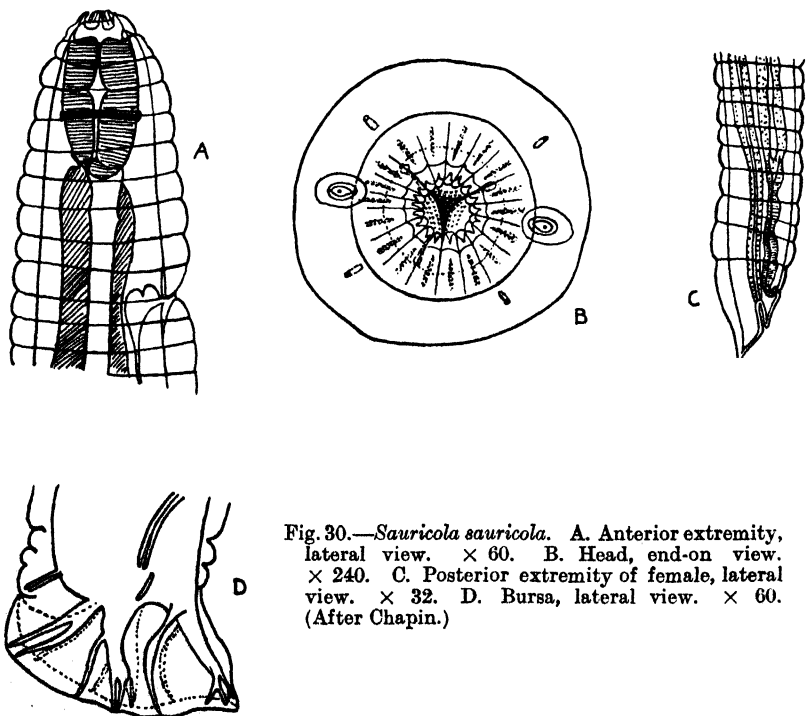 A
B
C
D
Fig. 30.—Sauricola sauricola. A. Anterior extremity,
lateral view. × 60. B. Head, end-on view.
× 240. C. Posterior extremity of female, lateral
view. × 32. D. Bursa, lateral view. × 60.
(After Chapin.)